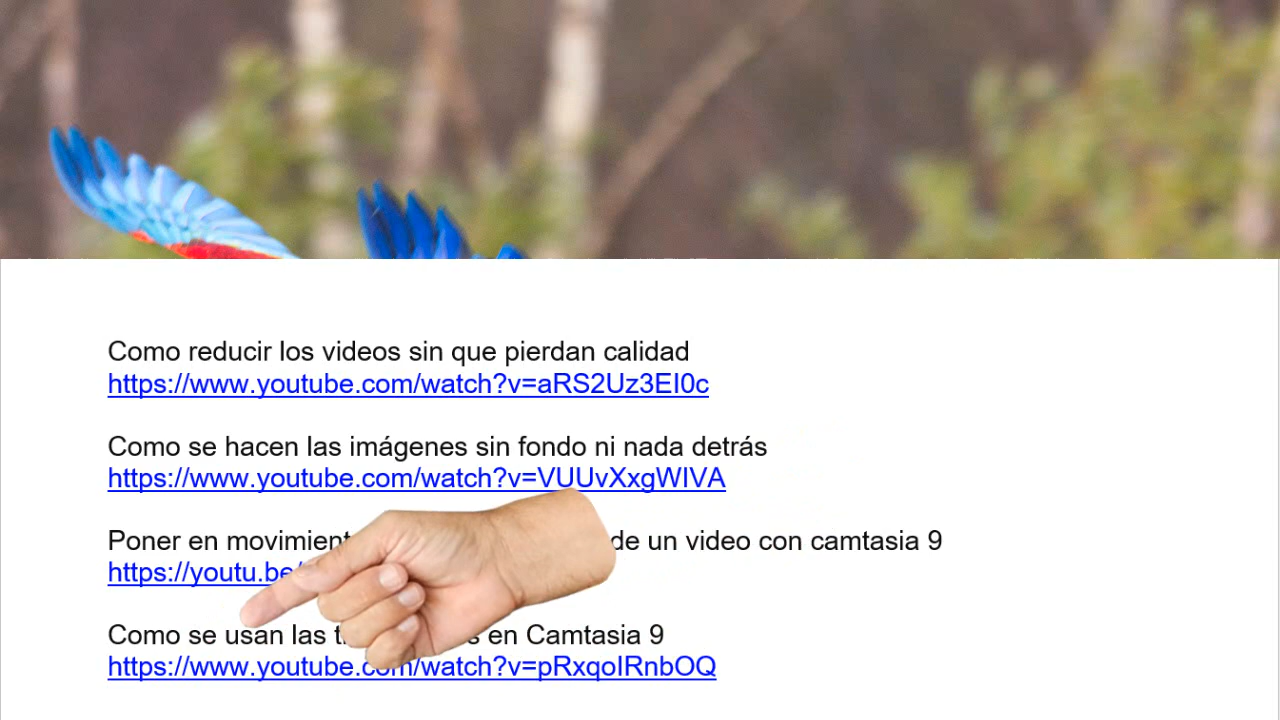 Como reducir los videos sin que pierdan calidad
https://www.youtube.com/watch?v=aRS2Uz3EI0c
Como se hacen las imágenes sin fondo ni nada detrás
https://www.youtube.com/watch?v=VUUvXxgWIVA
Poner en de un video con camtasia 9
https://youtu.be/
Como se usan las en Camtasia 9
https://www.youtube.com/watch?v=pRxqoIRnbOQ